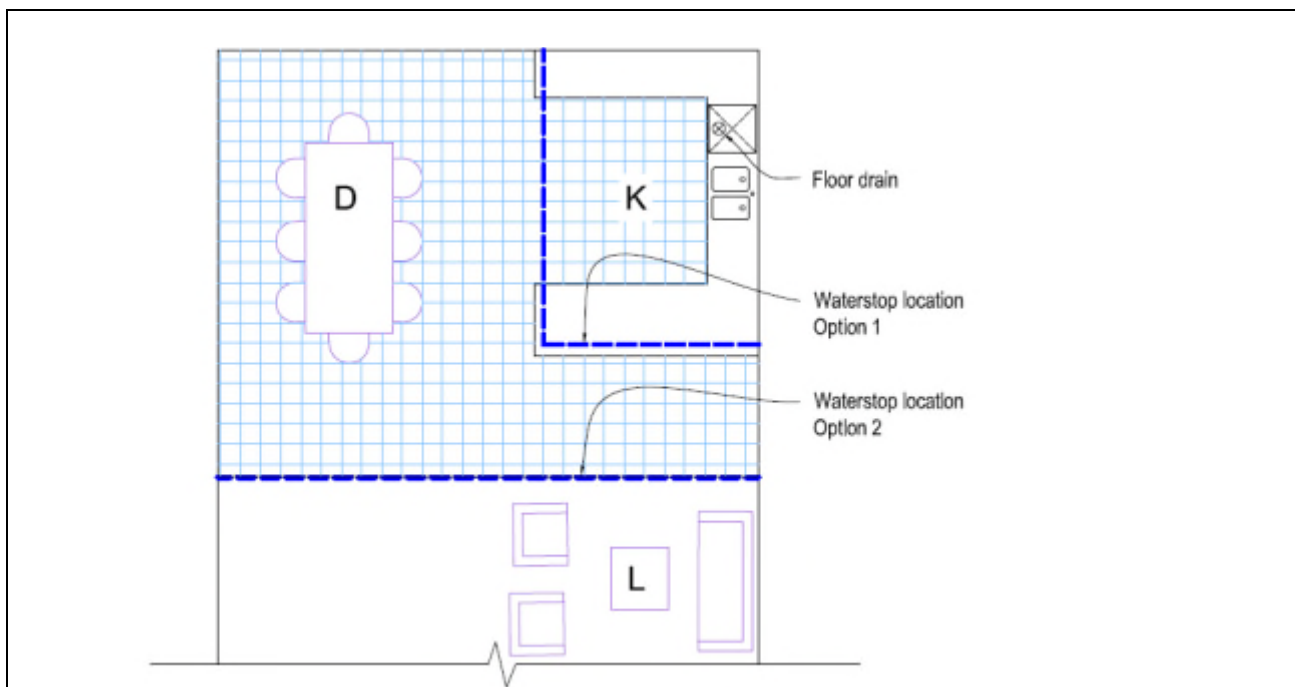 D
K
Floor drain
Waterstop location
Option 1
Waterstop location
Option 2
L